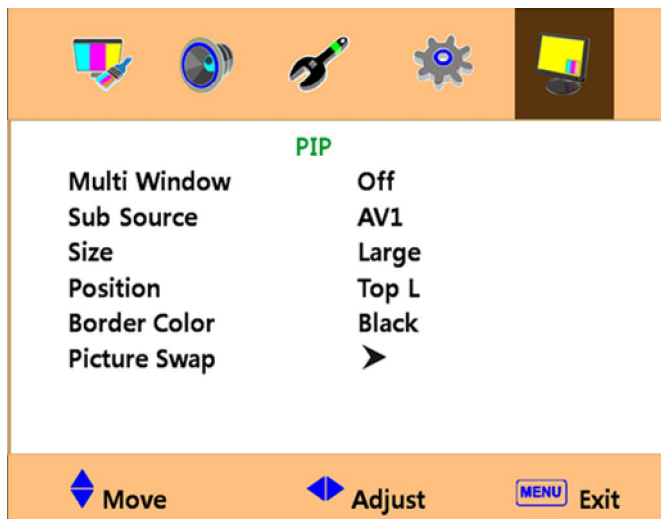 PIP
Multi Window Off
Sub Source AV1
Size Large
Position Top L
Border Color Black
Picture Swap
Move Adjust MENU Exit